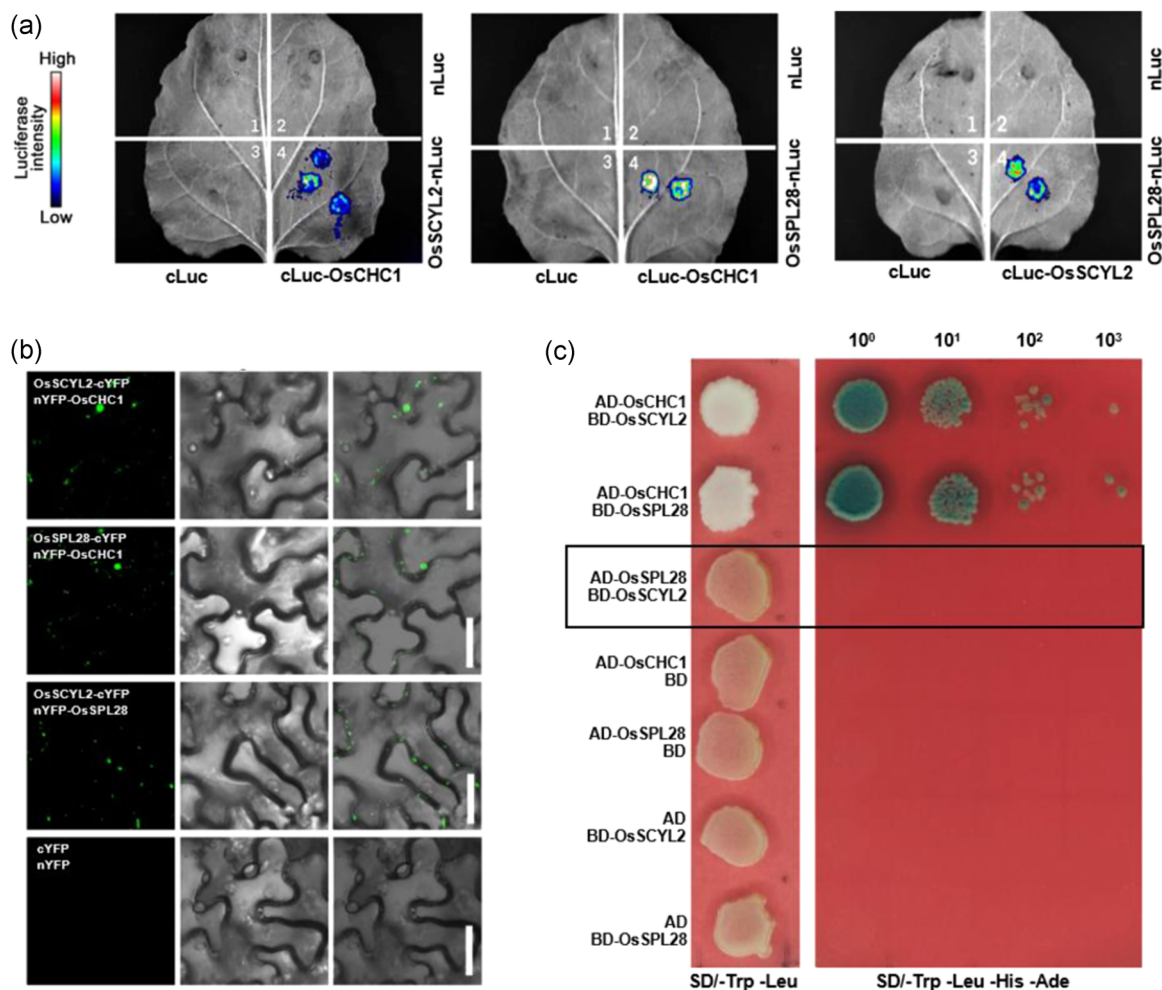 (a)
High
Luciferase
intensity
Low
1 2
3 4
nLuc
OsSCYL2-nLuc
cLuc cLuc-OsCHC1
1 2
3 4
nLuc
OsSPL28-nLuc
cLuc cLuc-OsCHC1
1 2
3 4
nLuc
OsSPL28-nLuc
cLuc cLuc-OsSCYL2
(b)
OsSCYL2-cYFP
nYFP-OsCHC1
OsSPL28-cYFP
nYFP-OsCHC1
OsSCYL2-cYFP
nYFP-OsSPL28
cYFP
nYFP
(c)
10⁰ 10¹ 10² 10³
AD-OsCHC1
BD-OsSCYL2
AD-OsCHC1
BD-OsSPL28
AD-OsSPL28
BD-OsSCYL2
AD-OsCHC1
BD
AD-OsSPL28
BD
AD
BD-OsSCYL2
AD
BD-OsSPL28
SD/-Trp -Leu SD/-Trp -Leu -His -Ade